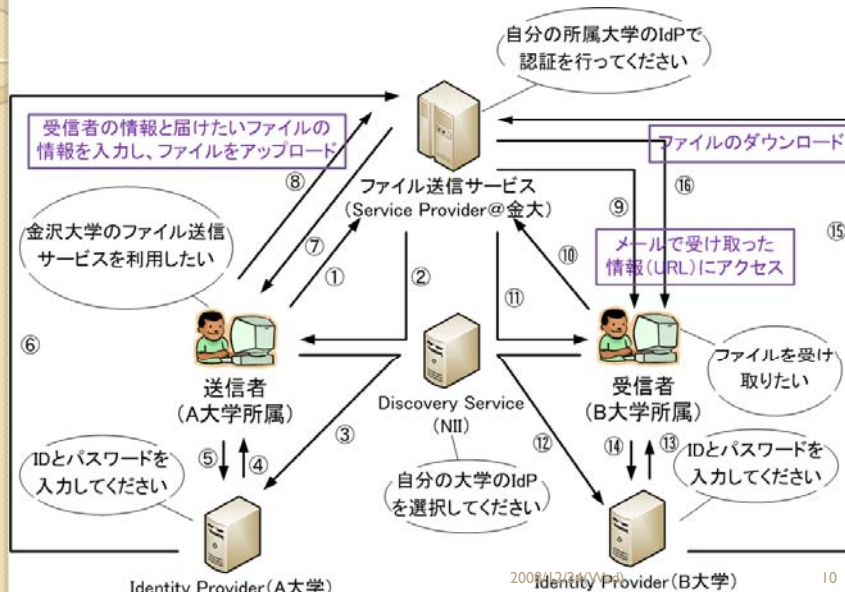 自分の所属大学のIdPで
認証を行ってください
受信者の情報と届けたいファイルの
情報を入力し、ファイルをアップロード
ファイルのダウンロード
⑧
⑯
ファイル送信サービス
(Service Provider@金大)
⑨
金沢大学のファイル送信
サービスを利用したい
⑦
①
②
⑩
⑪
メールで受け取った
情報(URL)にアクセス
⑮
⑥
送信者
(A大学所属)
Discovery Service
(NII)
受信者
(B大学所属)
ファイルを受け
取りたい
③
⑫
⑤
④
⑭
⑬
IDとパスワードを
入力してください
自分の大学のIdP
を選択してください
IDとパスワードを
入力してください
Identity Provider(A大学)
Identity Provider(B大学)
10